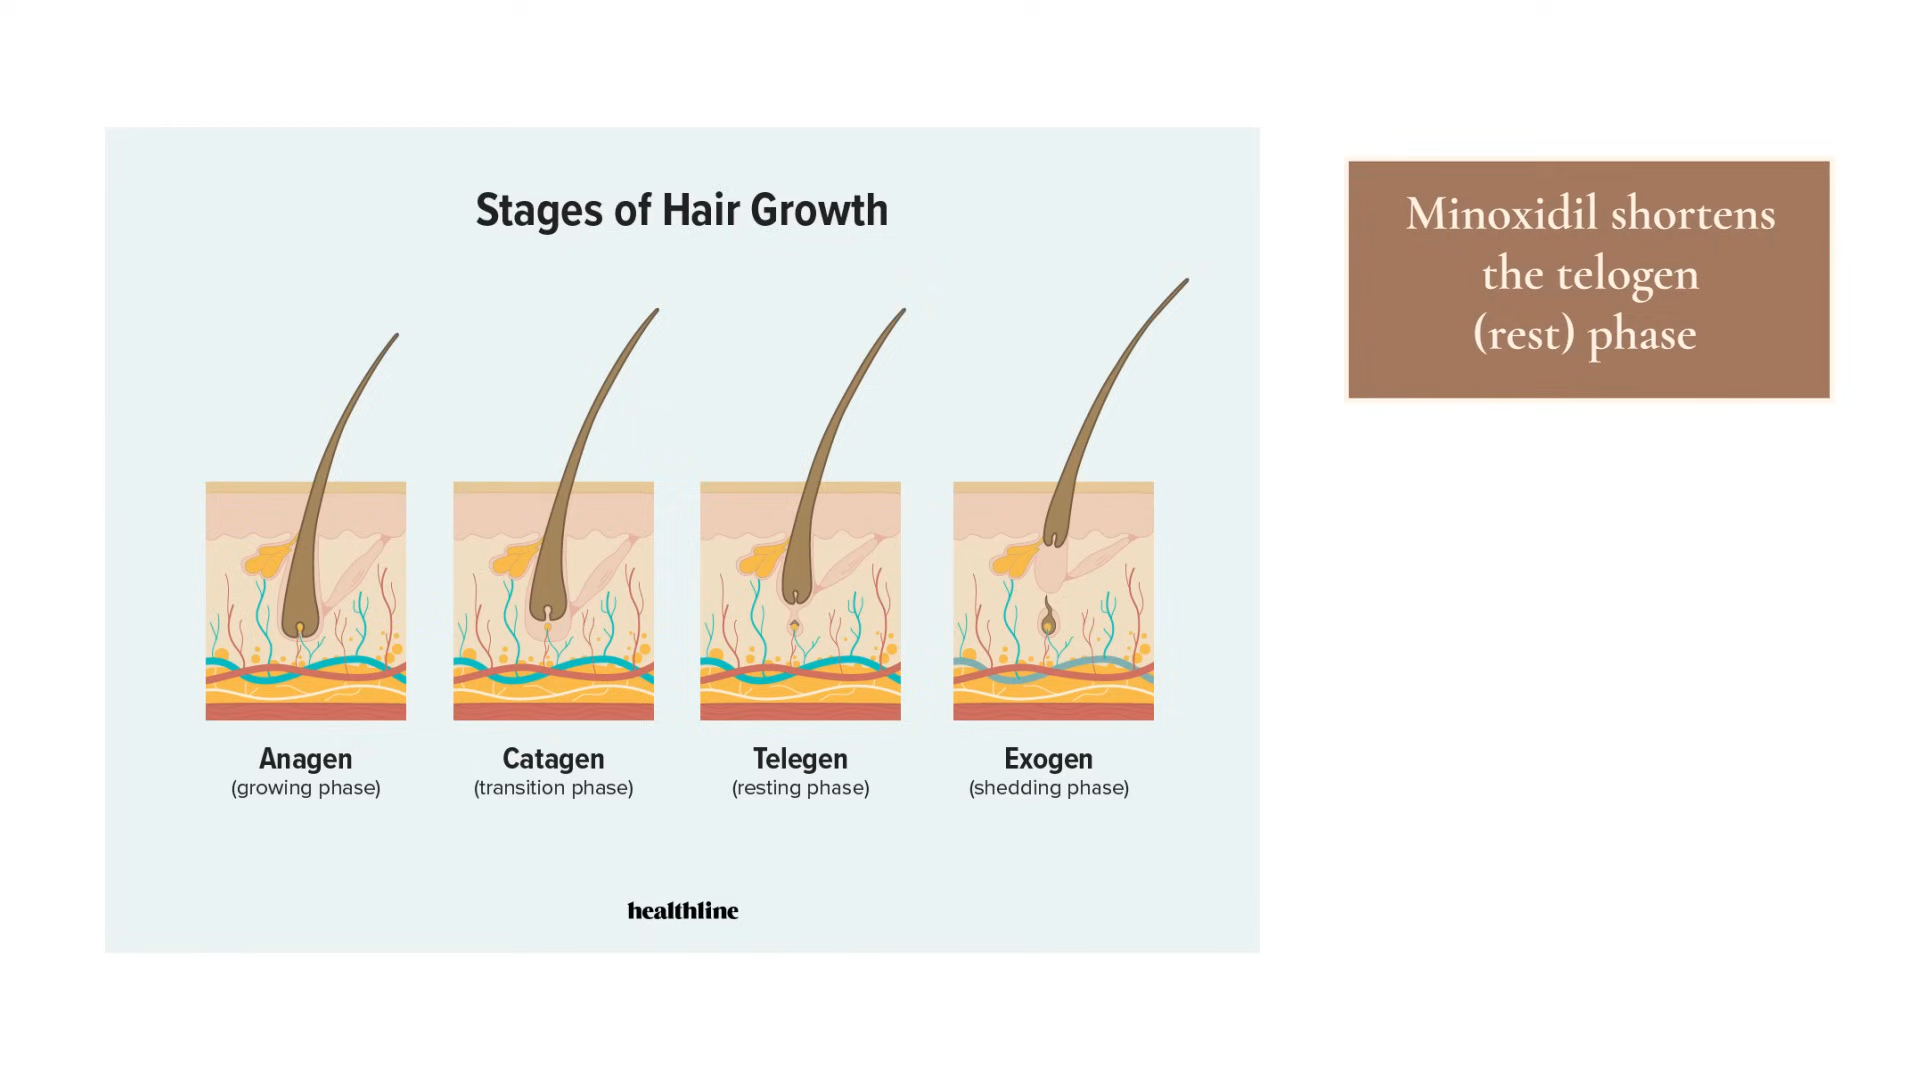 Stages of Hair Growth
Minoxidil shortens
the telogen
(rest) phase
Anagen
(growing phase)
Catagen
(transition phase)
Telegen
(resting phase)
Exogen
(shedding phase)
healthline